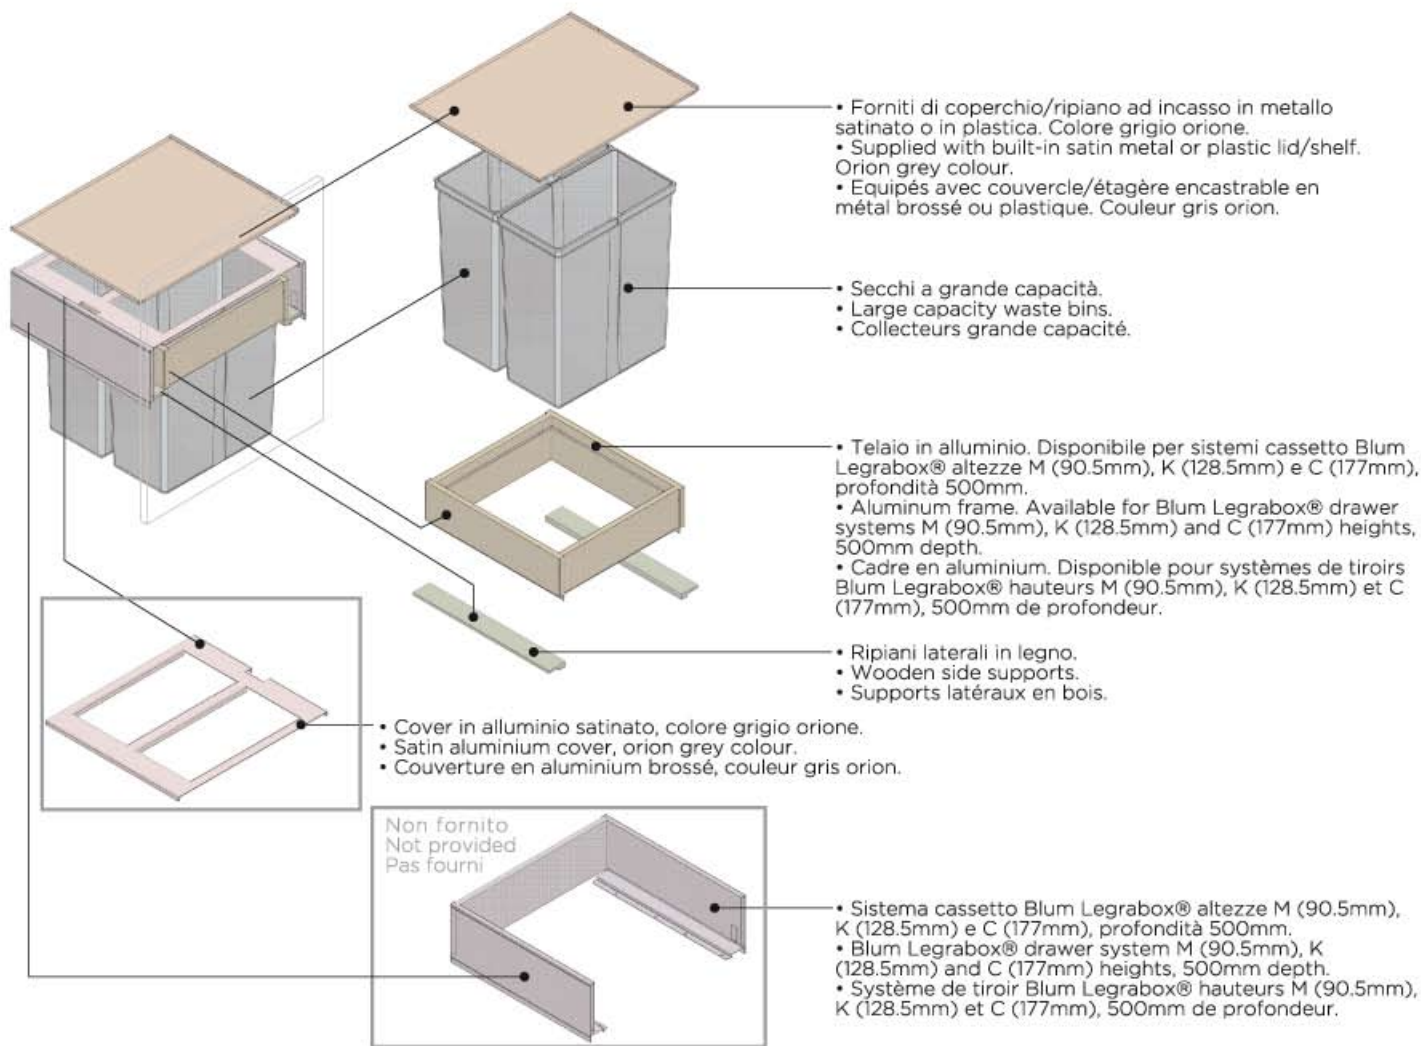 • Forniti di coperchio/ripiano ad incasso in metallo
satinato o in plastica. Colore grigio orione.
• Supplied with built-in satin metal or plastic lid/shelf.
Orion grey colour.
• Equipés avec couvercle/étagère encastrable en
métal brossé ou plastique. Couleur gris orion.
• Secchi a grande capacità.
• Large capacity waste bins.
• Collecteurs grande capacité.
• Telaio in alluminio. Disponibile per sistemi cassetto Blum
Legrabox® altezze M (90.5mm), K (128.5mm) e C (177mm),
profondità 500mm.
• Aluminum frame. Available for Blum Legrabox® drawer
systems M (90.5mm), K (128.5mm) and C (177mm) heights,
500mm depth.
• Cadre en aluminium. Disponible pour systèmes de tiroirs
Blum Legrabox® hauteurs M (90.5mm), K (128.5mm) et C
(177mm), 500mm de profondeur.
• Ripiani laterali in legno.
• Wooden side supports.
• Supports latéraux en bois.
• Cover in alluminio satinato, colore grigio orione.
• Satin aluminium cover, orion grey colour.
• Couverture en aluminium brossé, couleur gris orion.
Non fornito
Not provided
Pas fourni
• Sistema cassetto Blum Legrabox® altezze M (90.5mm),
K (128.5mm) e C (177mm), profondità 500mm.
• Blum Legrabox® drawer system M (90.5mm), K
(128.5mm) and C (177mm) heights, 500mm depth.
• Système de tiroir Blum Legrabox® hauteurs M (90.5mm),
K (128.5mm) et C (177mm), 500mm de profondeur.